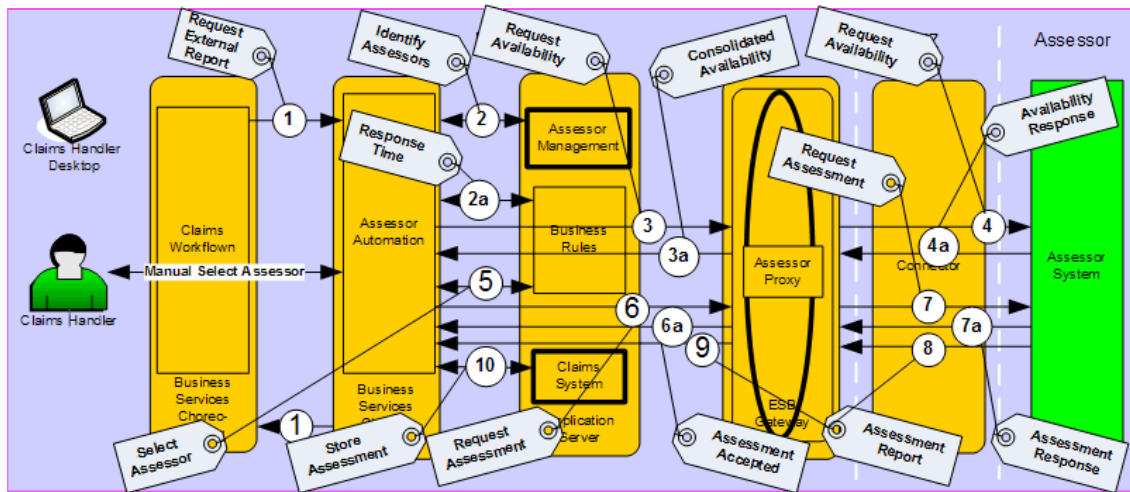 Request
External
Report
Identify
Assessors
Request
Availability
Consolidated
Availability
Request
Availability
Assessor
Availability
Response
Claims Handler
Desktop
1
2
Assessor
Management
Response
Time
2a
Request
Assessment
Claims
Workflown
Assessor
Automation
Business
Rules
3
3a
4
4a
Assessor
Proxy
Connector
Assessor
System
Manual Select Assessor
5
Claims Handler
6
6a
7
7a
8
9
10
Claims
System
Business
Services
Choreo-
Business
Services
ESB
Gateway
Server
1
Select
Assessor
Store
Assessment
Request
Assessment
Assessment
Accepted
Assessment
Report
Assessment
Response